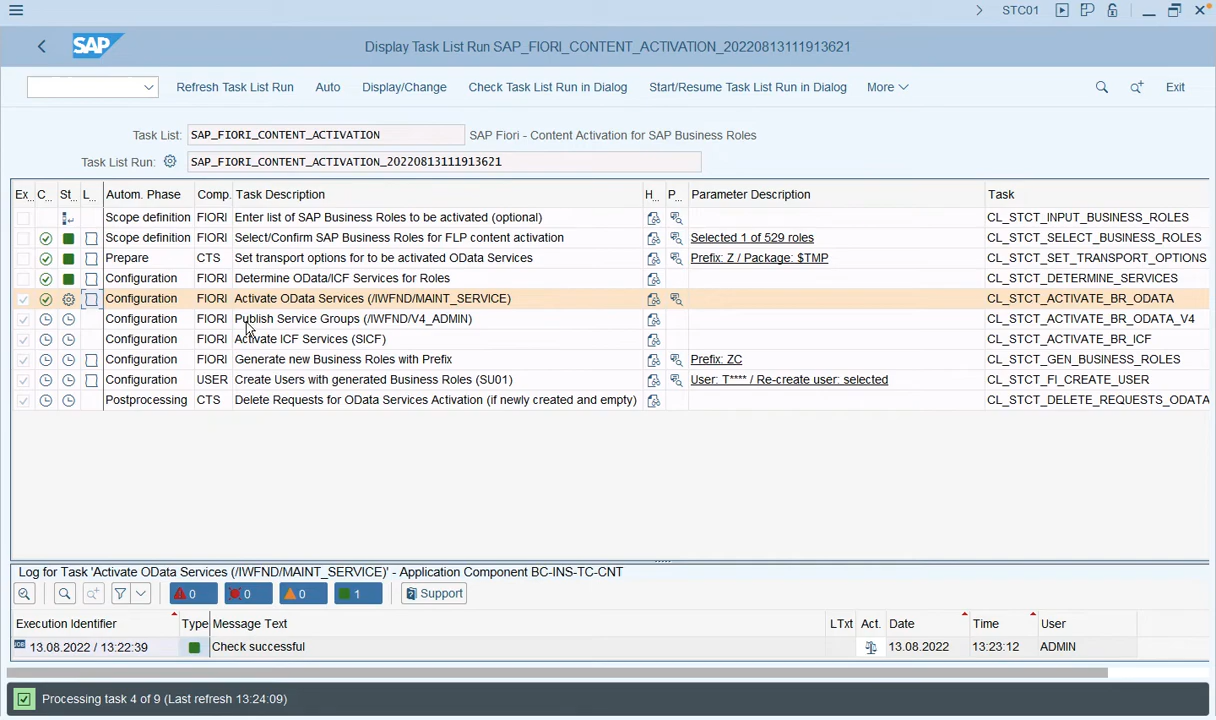 STC01
SAP Display Task List Run SAP_FIORI_CONTENT_ACTIVATION_20220813111913621
Refresh Task List Run Auto Display/Change Check Task List Run in Dialog Start/Resume Task List Run in Dialog More Exit
Task List: SAP_FIORI_CONTENT_ACTIVATION SAP Fiori - Content Activation for SAP Business Roles
Task List Run: SAP_FIORI_CONTENT_ACTIVATION_20220813111913621
Ex... C... St... L... Autom. Phase Comp. Task Description H... P... Parameter Description Task
Scope definition FIORI Enter list of SAP Business Roles to be activated (optional) CL_STCT_INPUT_BUSINESS_ROLES
Scope definition FIORI Select/Confirm SAP Business Roles for FLP content activation Selected 1 of 529 roles CL_STCT_SELECT_BUSINESS_ROLES
Prepare CTS Set transport options for to be activated OData Services Prefix: Z / Package: $TMP CL_STCT_SET_TRANSPORT_OPTIONS
Configuration FIORI Determine OData/ICF Services for Roles CL_STCT_DETERMINE_SERVICES
Configuration FIORI Activate OData Services (/IWFND/MAINT_SERVICE) CL_STCT_ACTIVATE_BR_ODATA
Configuration FIORI Publish Service Groups (/IWFND/V4_ADMIN) CL_STCT_ACTIVATE_BR_ODATA_V4
Configuration FIORI Activate ICF Services (SICF) CL_STCT_ACTIVATE_BR_ICF
Configuration FIORI Generate new Business Roles with Prefix Prefix: ZC CL_STCT_GEN_BUSINESS_ROLES
Configuration USER Create Users with generated Business Roles (SU01) User: T**** / Re-create user: selected CL_STCT_FI_CREATE_USER
Postprocessing CTS Delete Requests for OData Services Activation (if newly created and empty) CL_STCT_DELETE_REQUESTS_ODATA
Log for Task 'Activate OData Services (/IWFND/MAINT_SERVICE)' - Application Component BC-INS-TC-CNT
0 0 0 1 Support
Execution Identifier Type Message Text LTxt Act. Date Time User
13.08.2022 / 13:22:39 Check successful 13.08.2022 13:23:12 ADMIN
Processing task 4 of 9 (Last refresh 13:24:09)